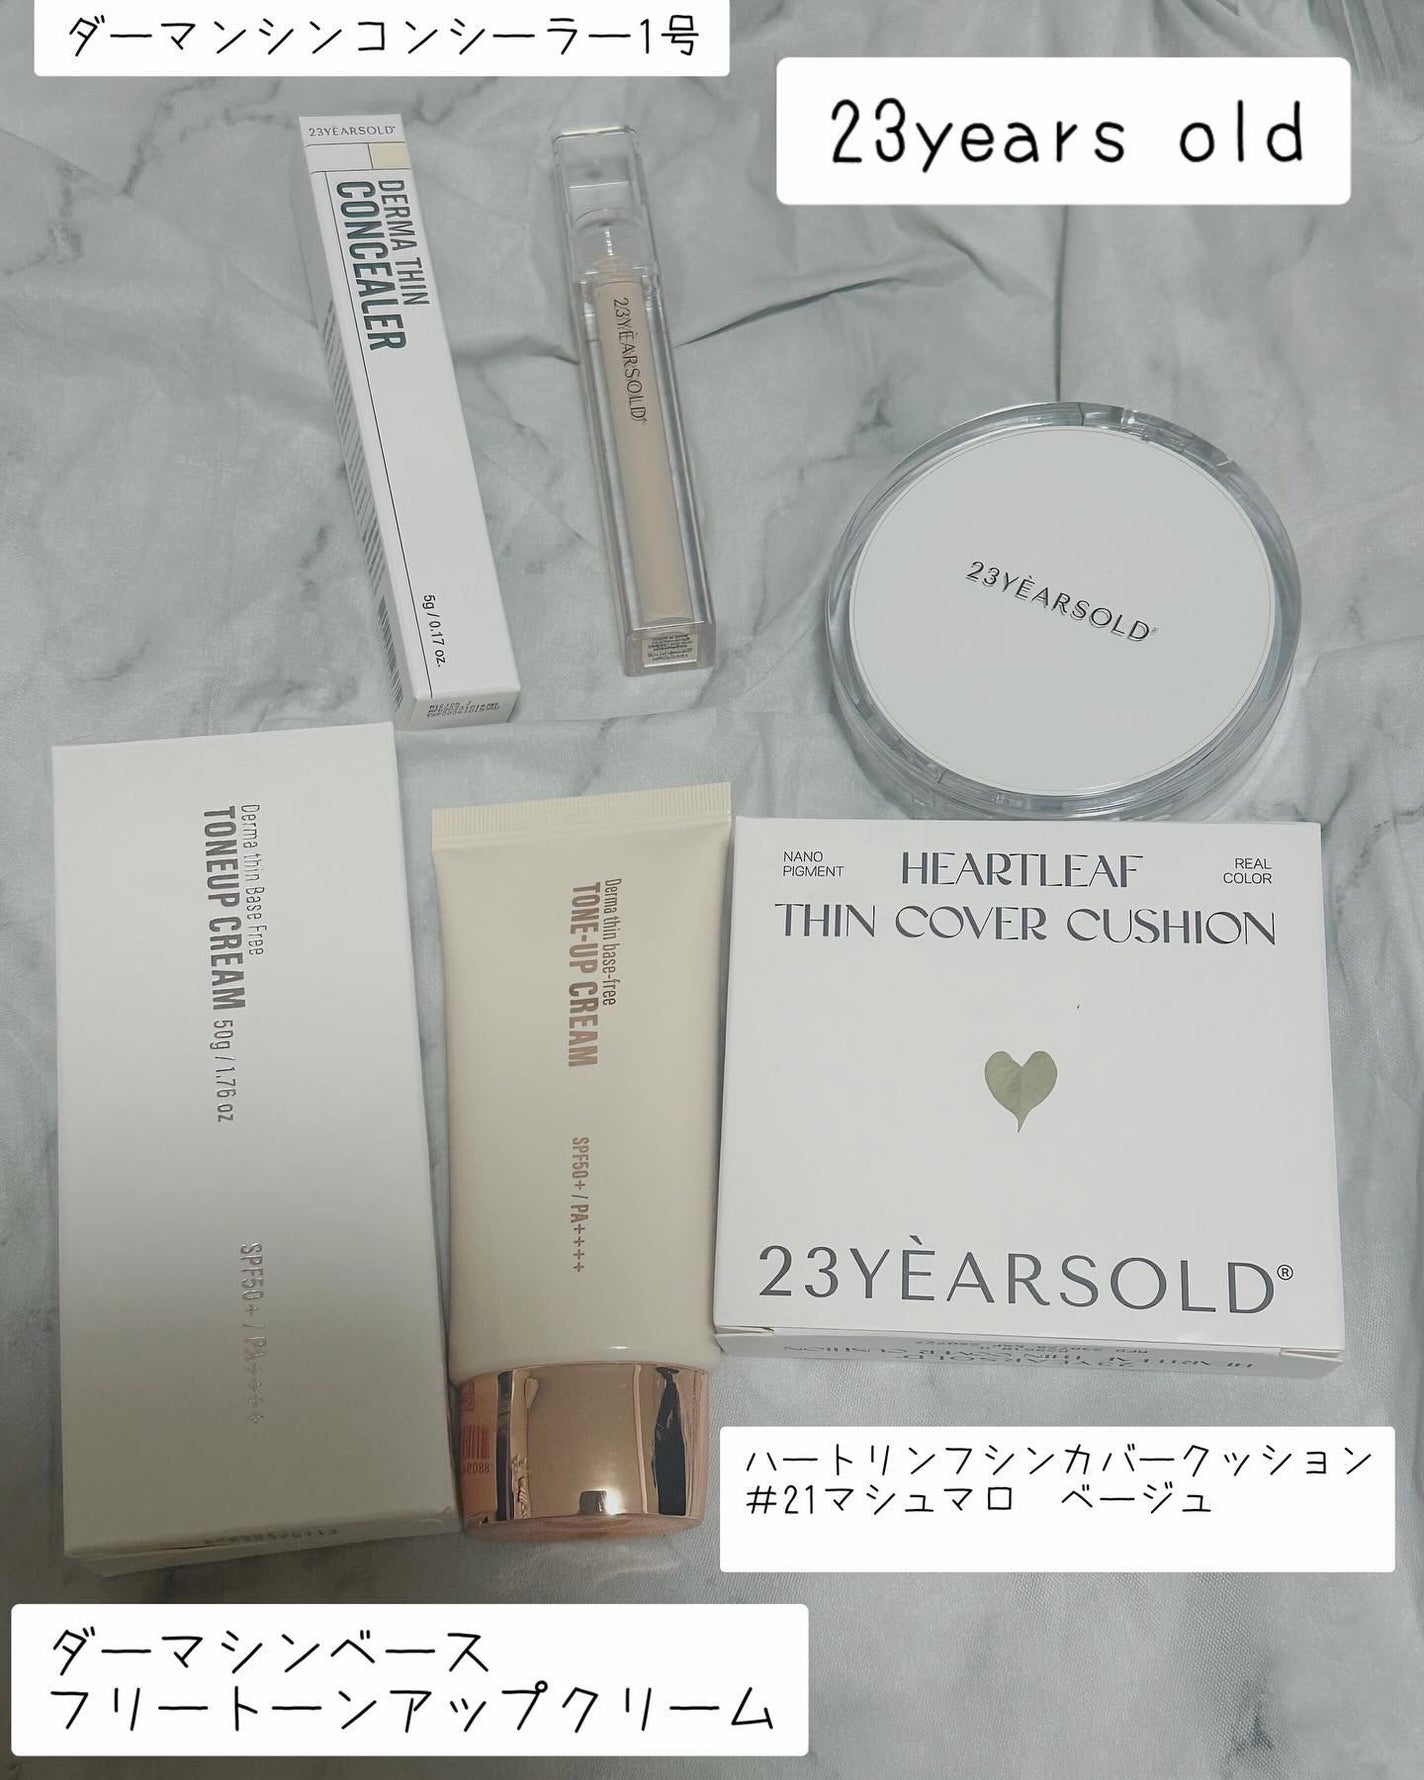 ダーマンシンコンシーラー1号
23years old
23YEARSOLD
DERMA THIN
CONCEALER
5g / 0.17 oz.
23YÈARSOLD
23YÈARSOLD
Derma thin Base Free
TONEUP CREAM 50g / 1.76 oz
SPF50+ / PA++++
Derma thin base-free
TONE-UP CREAM
SPF50+ / PA++++
NANO
PIGMENT
HEARTLEAF
REAL
COLOR
THIN COVER CUSHION
23YÈARSOLD®
23YEARSOLD
HEARTLEAF THIN COVER CUSHION
ハートリンフシンカバークッション
#21マシュマロ　ベージュ
ダーマシンベース
フリートーンアップクリーム